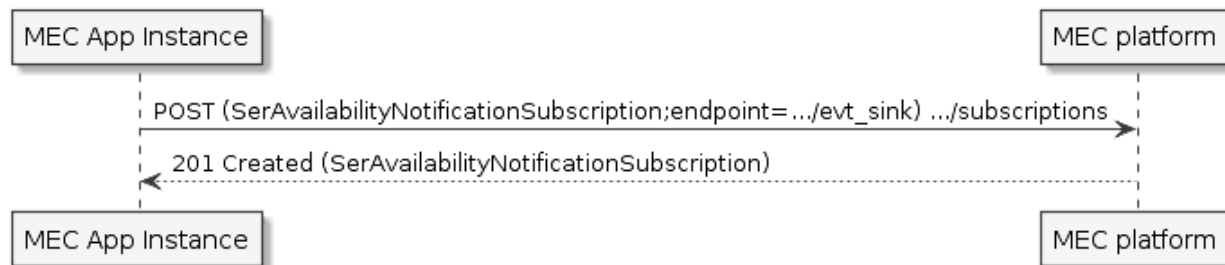 MEC App Instance
MEC platform
POST (SerAvailabilityNotificationSubscription;endpoint=.../evt_sink) .../subscriptions
201 Created (SerAvailabilityNotificationSubscription)
MEC App Instance
MEC platform